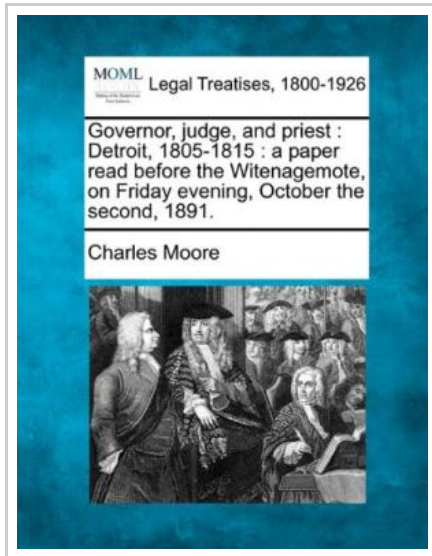 MOML Legal Treatises, 1800-1926
Governor, judge, and priest :
Detroit, 1805-1815 : a paper
read before the Witenagemote,
on Friday evening, October the
second, 1891.
Charles Moore